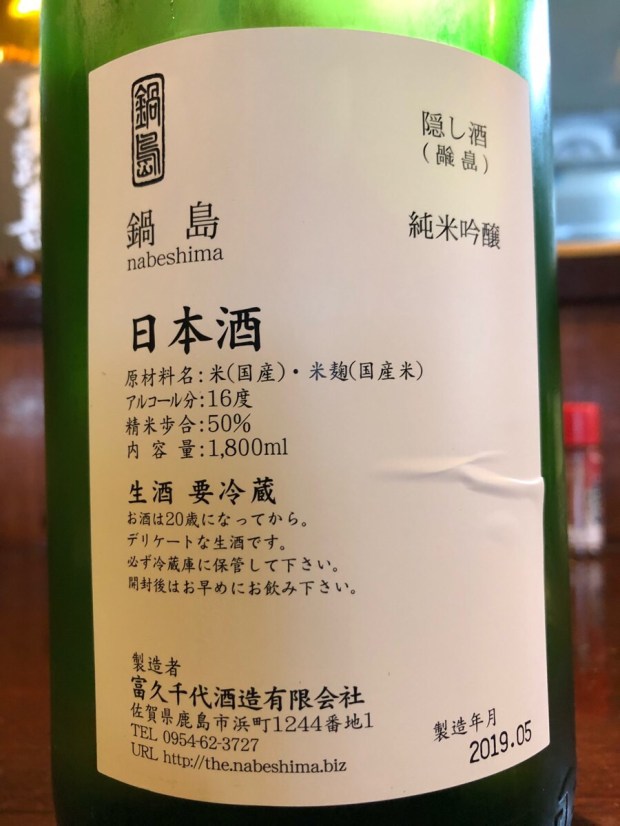 鍋島
隠し酒
鍋島
nabeshima
純米吟醸
日本酒
原材料名:米(国産)・米麹(国産米)
アルコール分:16度
精米歩合:50%
内容量:1,800ml
生酒 要冷蔵
お酒は20歳になってから。
デリケートな生酒です。
必ず冷蔵庫に保管して下さい。
開封後はお早めにお飲み下さい。
製造者
富久千代酒造有限会社
佐賀県鹿島市浜町1244番地1
TEL 0954-62-3727
URL http://the.nabeshima.biz
製造年月
2019.05